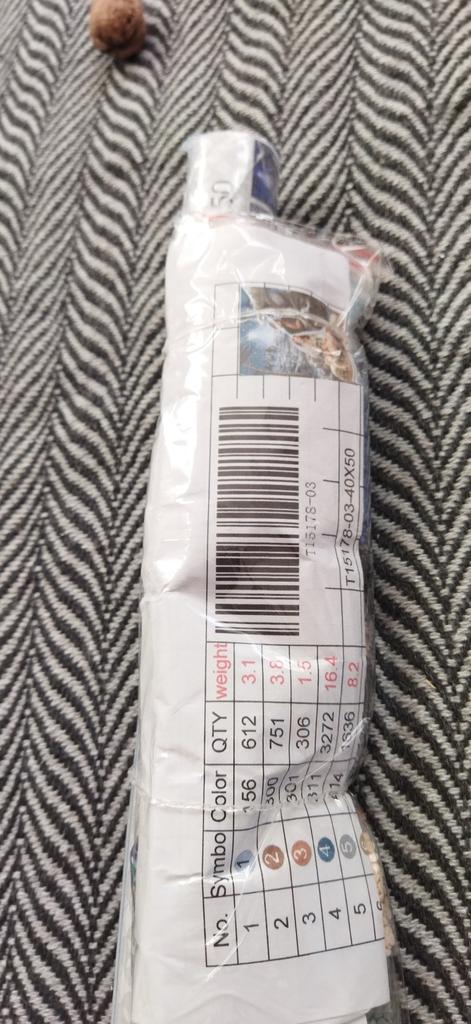 50
T15178-03
T15178-03-40X50
No. Symbo Color QTY weight
1 1 156 612 3.1
2 2 300 751 3.8
3 3 301 306 1.5
4 4 311 3272 16.4
5 5 1636 8.2